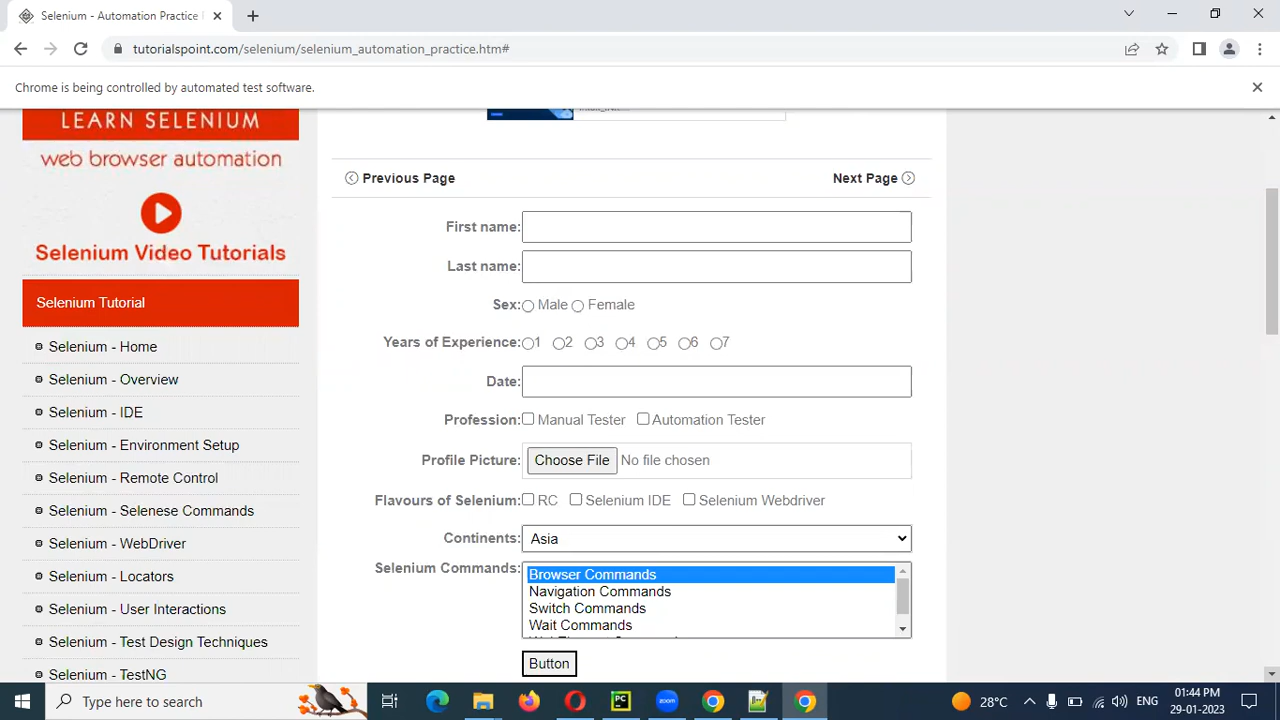 Selenium - Automation Practice
tutorialspoint.com/selenium/selenium_automation_practice.htm#
Chrome is being controlled by automated test software.
LEARN SELENIUM
web browser automation
Selenium Video Tutorials
Selenium Tutorial
Selenium - Home
Selenium - Overview
Selenium - IDE
Selenium - Environment Setup
Selenium - Remote Control
Selenium - Selenese Commands
Selenium - WebDriver
Selenium - Locators
Selenium - User Interactions
Selenium - Test Design Techniques
Selenium - TestNG
Previous Page Next Page
First name:
Last name:
Sex: Male Female
Years of Experience: 1 2 3 4 5 6 7
Date:
Profession: Manual Tester Automation Tester
Profile Picture: Choose File No file chosen
Flavours of Selenium: RC Selenium IDE Selenium Webdriver
Continents: Asia
Selenium Commands: Browser Commands
Navigation Commands
Switch Commands
Wait Commands
Button
Type here to search
PC
zoom
28°C
ENG
01:44 PM
29-01-2023